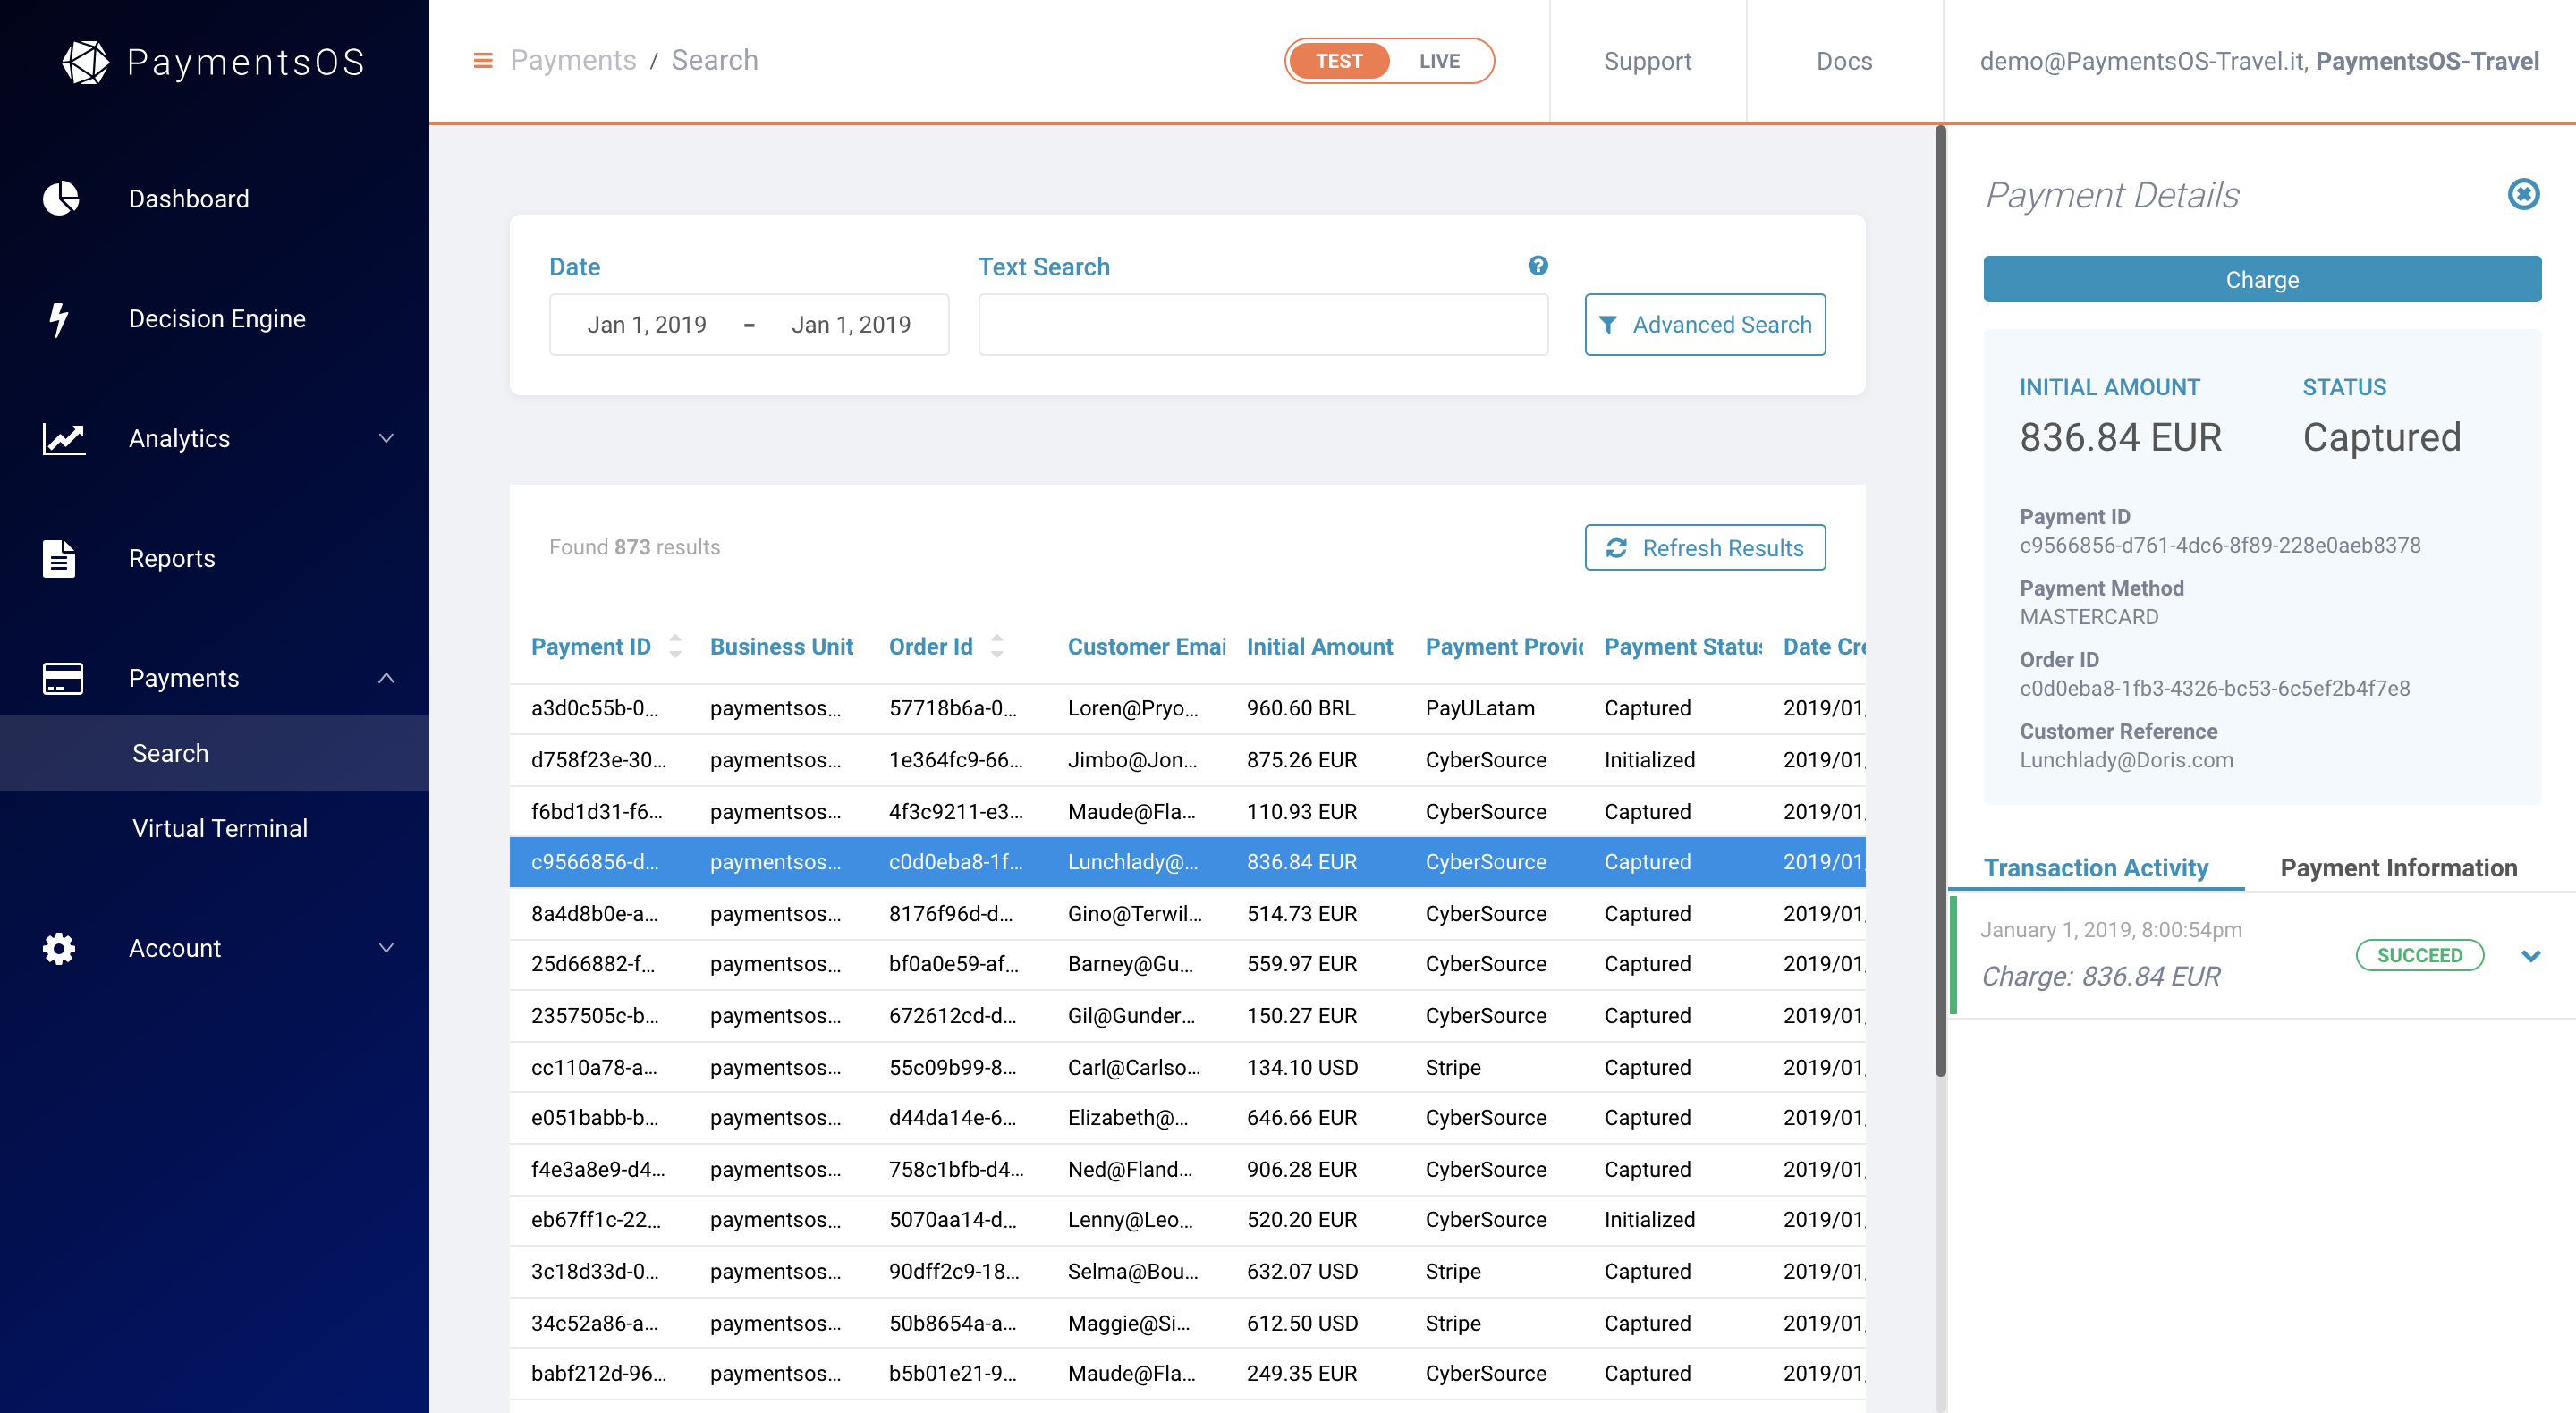 PaymentsOS
Dashboard
Decision Engine
Analytics
Reports
Payments
Search
Virtual Terminal
Account
Payments / Search
TEST LIVE
Support
Docs
demo@PaymentsOS-Travel.it, PaymentsOS-Travel
Date
Text Search
Jan 1, 2019 - Jan 1, 2019
Advanced Search
Found 873 results
Refresh Results
Payment ID Business Unit Order Id Customer Emai Initial Amount Payment Provi Payment Statu Date Cre
a3d0c55b-0... paymentsos... 57718b6a-0... Loren@Pryo... 960.60 BRL PayULatam Captured 2019/01
d758f23e-30... paymentsos... 1e364fc9-66... Jimbo@Jon... 875.26 EUR CyberSource Initialized 2019/01
f6bd1d31-f6... paymentsos... 4f3c9211-e3... Maude@Fla... 110.93 EUR CyberSource Captured 2019/01
c9566856-d... paymentsos... c0d0eba8-1f... Lunchlady@... 836.84 EUR CyberSource Captured 2019/01
8a4d8b0e-a... paymentsos... 8176f96d-d... Gino@Terwil... 514.73 EUR CyberSource Captured 2019/01
25d66882-f... paymentsos... bf0a0e59-af... Barney@Gu... 559.97 EUR CyberSource Captured 2019/01
2357505c-b... paymentsos... 672612cd-d... Gil@Gunder... 150.27 EUR CyberSource Captured 2019/01
cc110a78-a... paymentsos... 55c09b99-8... Carl@Carlso... 134.10 USD Stripe Captured 2019/01
e051babb-b... paymentsos... d44da14e-6... Elizabeth@... 646.66 EUR CyberSource Captured 2019/01
f4e3a8e9-d4... paymentsos... 758c1bfb-d4... Ned@Fland... 906.28 EUR CyberSource Captured 2019/01
eb67ff1c-22... paymentsos... 5070aa14-d... Lenny@Leo... 520.20 EUR CyberSource Initialized 2019/01
3c18d33d-0... paymentsos... 90dff2c9-18... Selma@Bou... 632.07 USD Stripe Captured 2019/01
34c52a86-a... paymentsos... 50b8654a-a... Maggie@Si... 612.50 USD Stripe Captured 2019/01
babf212d-96... paymentsos... b5b01e21-9... Maude@Fla... 249.35 EUR CyberSource Captured 2019/01
Payment Details
Charge
INITIAL AMOUNT STATUS
836.84 EUR Captured
Payment ID
c9566856-d761-4dc6-8f89-228e0aeb8378
Payment Method
MASTERCARD
Order ID
c0d0eba8-1fb3-4326-bc53-6c5ef2b4f7e8
Customer Reference
Lunchlady@Doris.com
Transaction Activity Payment Information
January 1, 2019, 8:00:54pm
SUCCEED
Charge: 836.84 EUR